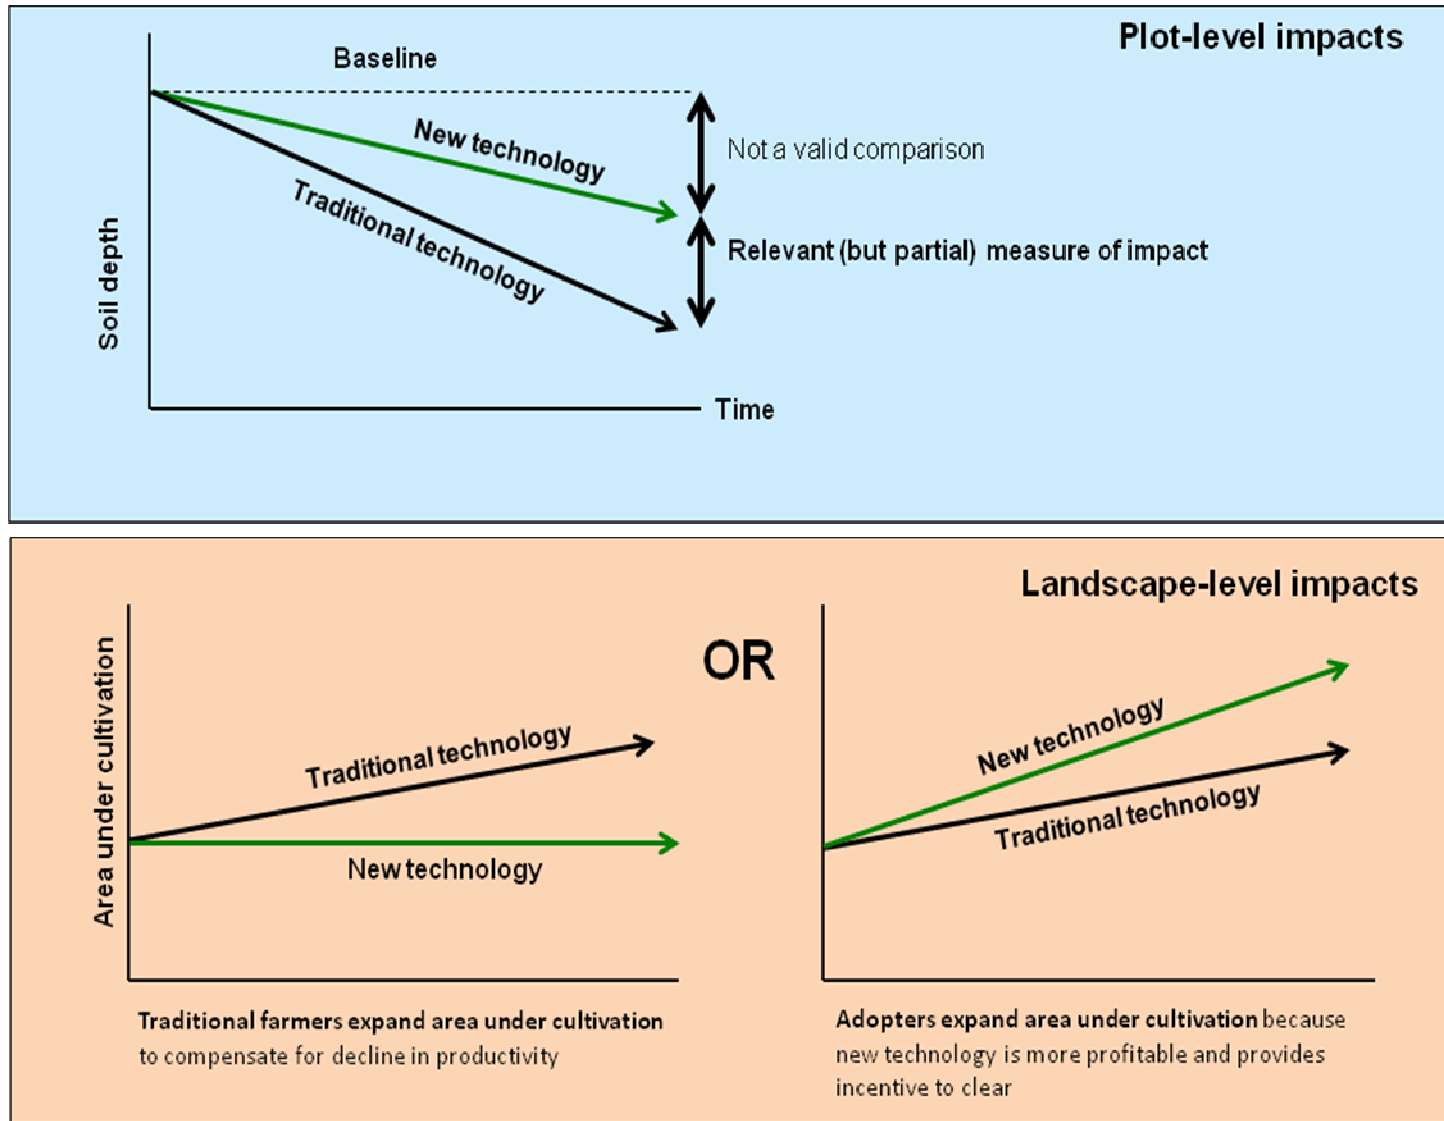 Plot-level impacts
Baseline
New technology
Not a valid comparison
Traditional technology
Relevant (but partial) measure of impact
Soil depth
Time
Landscape-level impacts
OR
Area under cultivation
Traditional technology
New technology
New technology
Traditional technology
Traditional farmers expand area under cultivation
to compensate for decline in productivity
Adopters expand area under cultivation because
new technology is more profitable and provides
incentive to clear